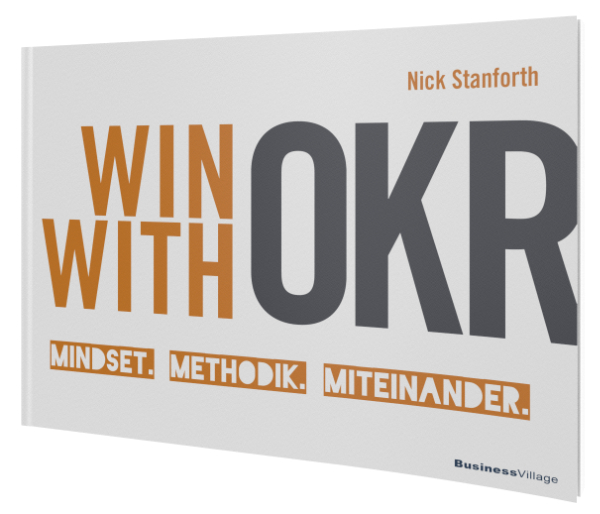 Nick Stanforth
WIN
WITH
OKR
MINDSET. METHODIK. MITEINANDER.
BusinessVillage